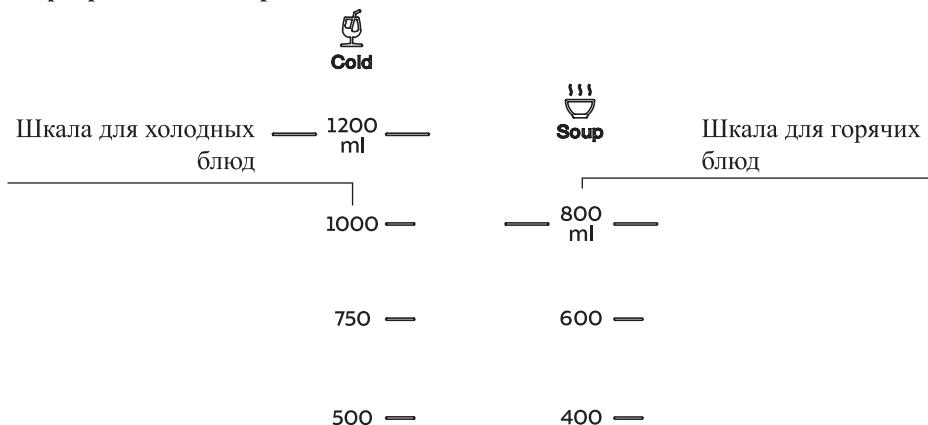 Cold
Шкала для холодных
блюд
1200
ml
1000
750
500
Soup
Шкала для горячих
блюд
800
ml
600
400